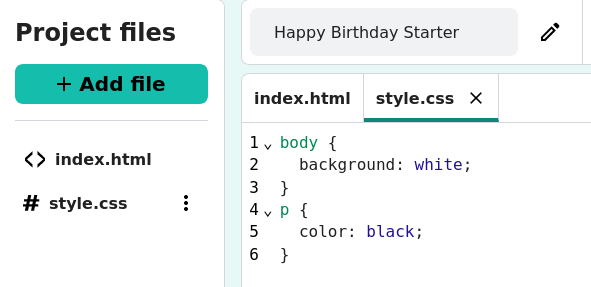 Project files
+ Add file
index.html
# style.css
Happy Birthday Starter
index.html style.css
1 body {
2 background: white;
3 }
4 p {
5 color: black;
6 }